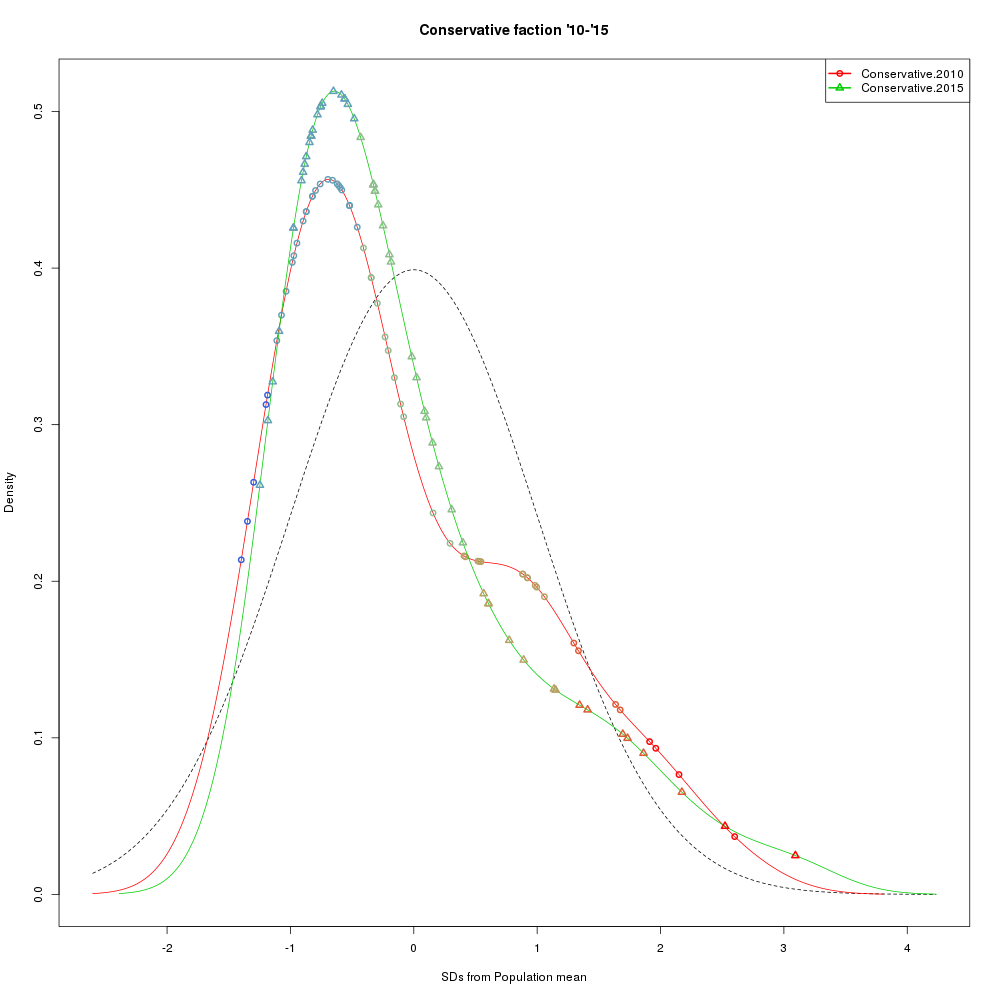 Conservative faction '10-'15
Conservative.2010
Conservative.2015
Density
0.5
0.4
0.3
0.2
0.1
0.0
-2 -1 0 1 2 3 4
SDs from Population mean